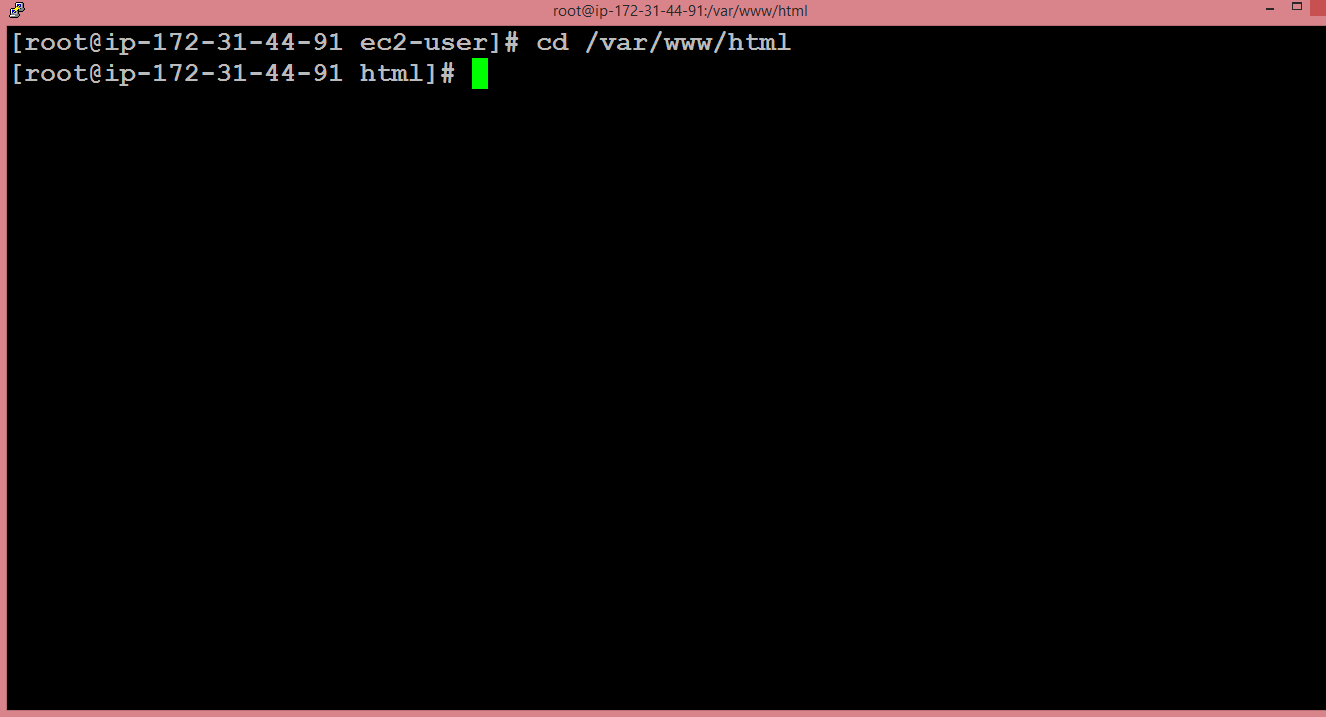 root@ip-172-31-44-91:/var/www/html
[root@ip-172-31-44-91 ec2-user]# cd /var/www/html
[root@ip-172-31-44-91 html]#